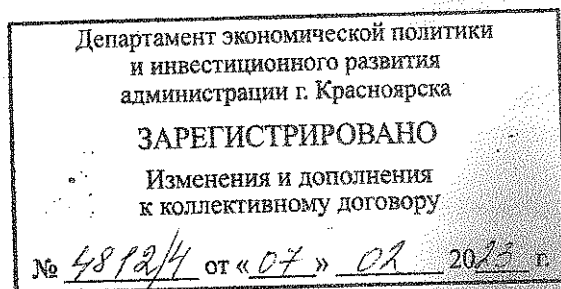 Департамент экономической политики
и инвестиционного развития
администрации г. Красноярска
ЗАРЕГИСТРИРОВАНО
Изменения и дополнения
к коллективному договору
№ 4812/4 от « 07 » 02 2023 г.